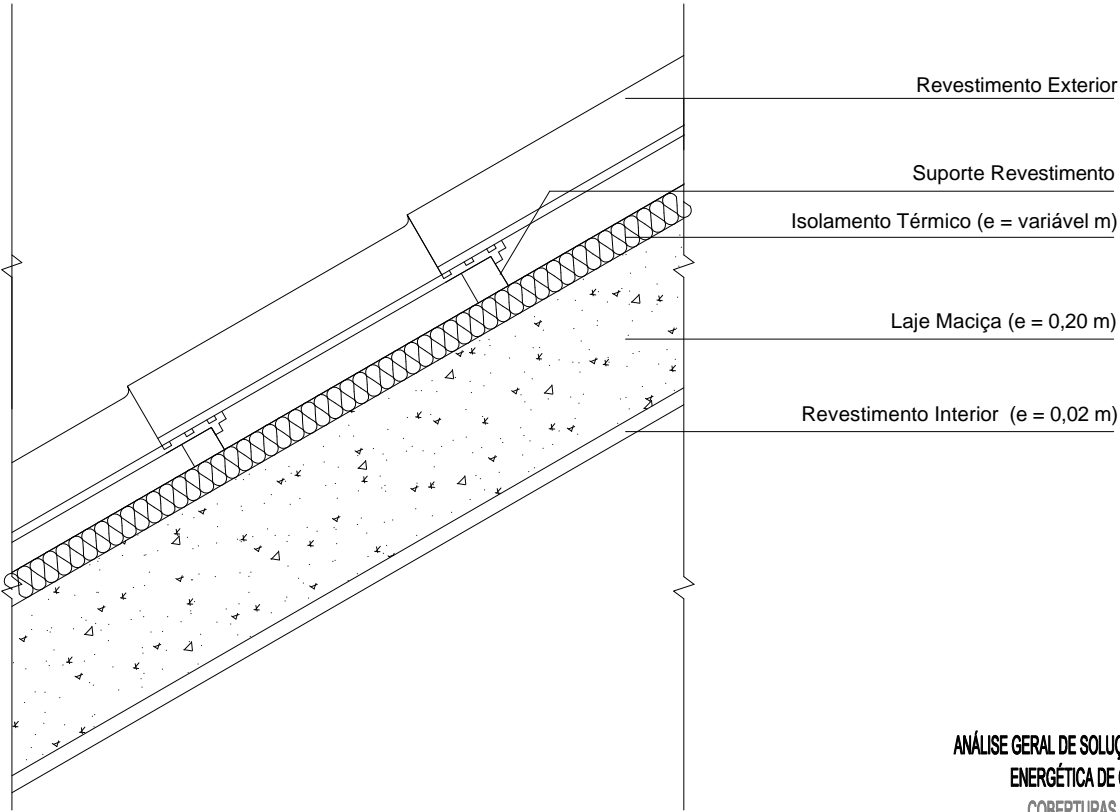 Revestimento Exterior
Suporte Revestimento
Isolamento Térmico (e = variável m)
Laje Maciça (e = 0,20 m)
Revestimento Interior (e = 0,02 m)
ANÁLISE GERAL DE
ENERGÉTICA DE
COBERTURAS